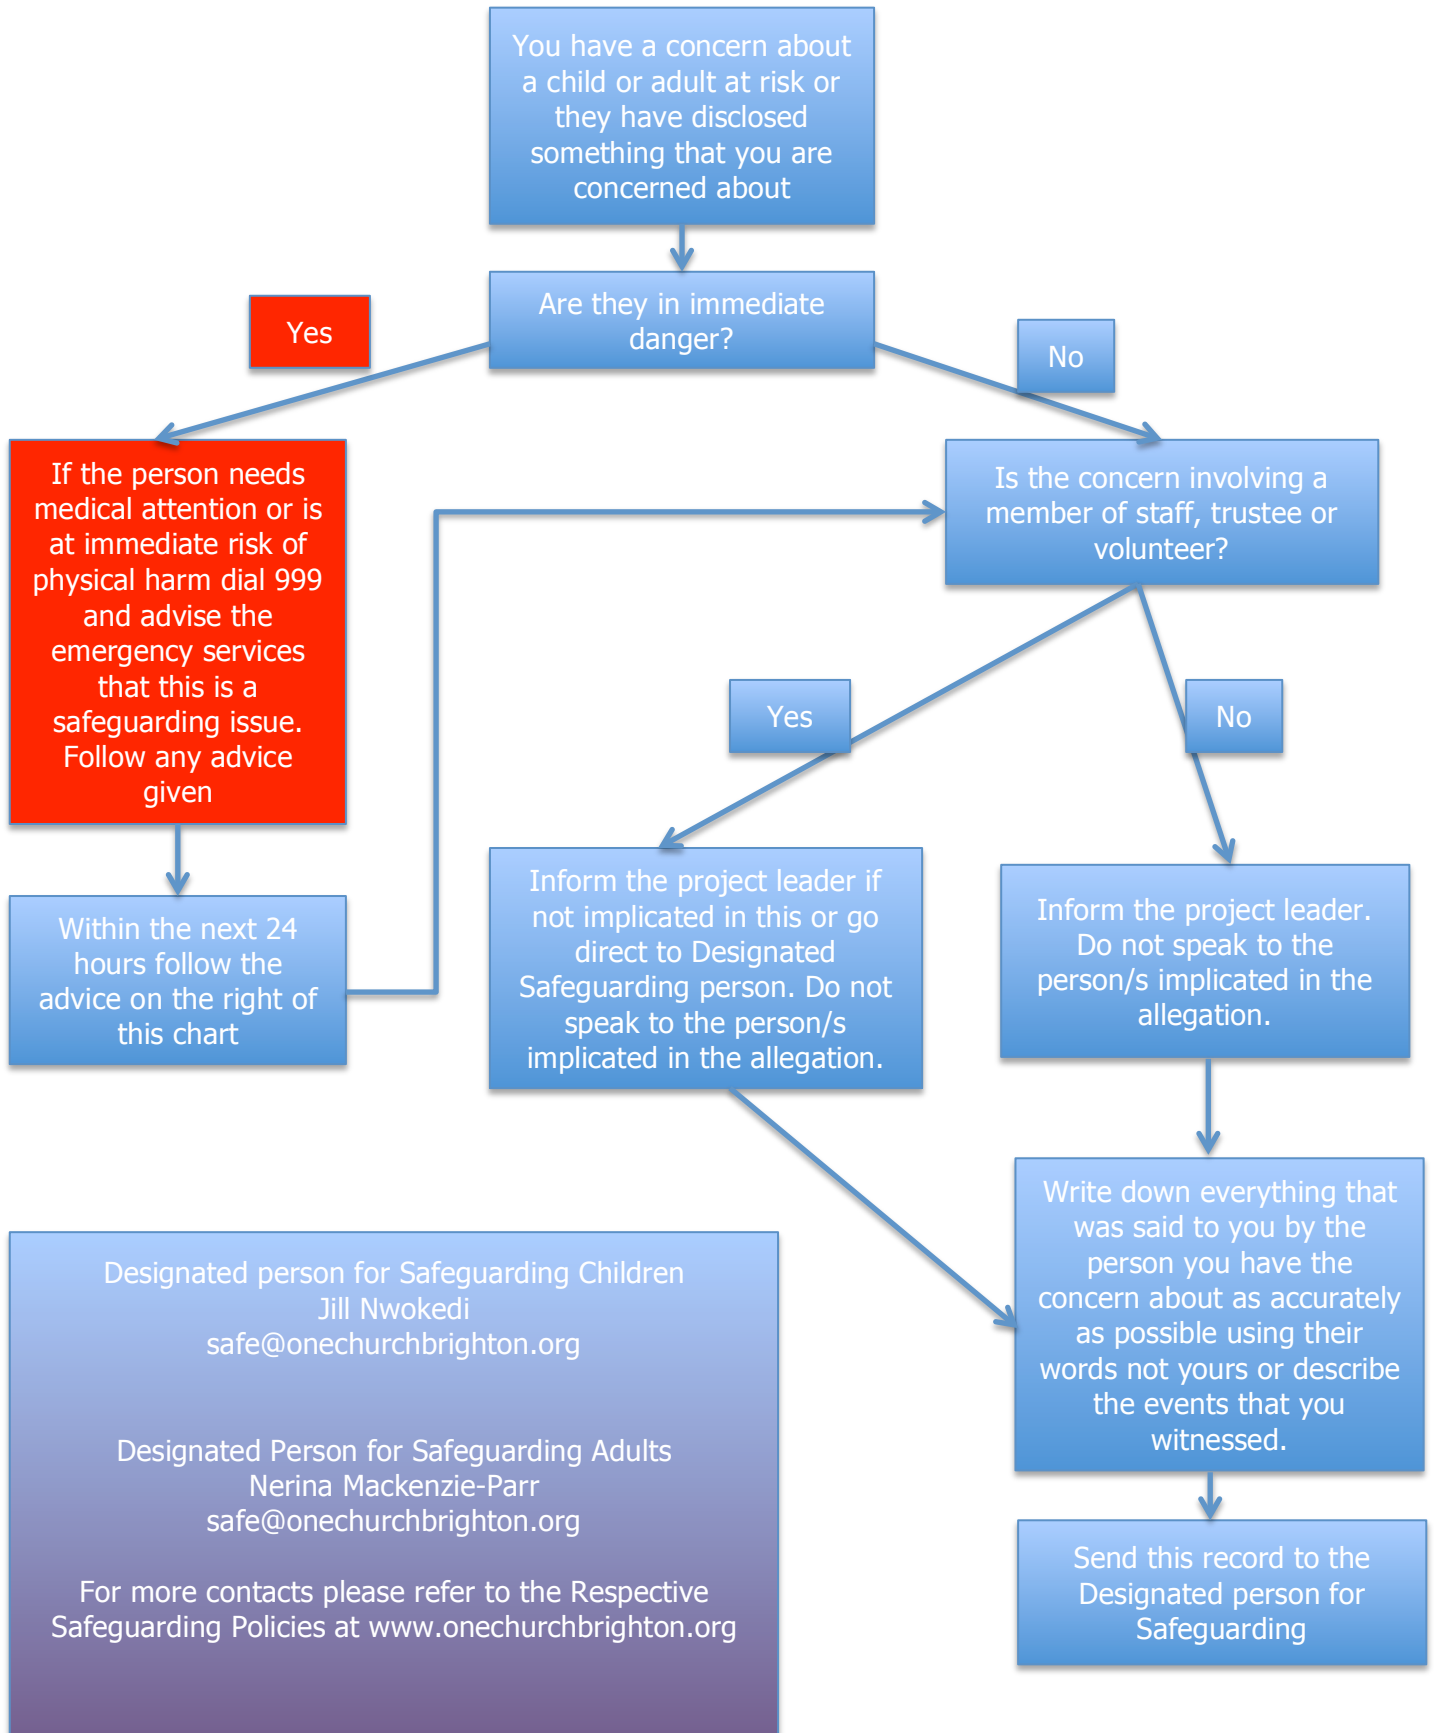 You have a concern about
a child or adult at risk or
they have disclosed
something that you are
concerned about
Are they in immediate
danger?
Yes
No
If the person needs
medical attention or is
at immediate risk of
physical harm dial 999
and advise the
emergency services
that this is a
safeguarding issue.
Follow any advice
given
Is the concern involving a
member of staff, trustee or
volunteer?
Yes
No
Within the next 24
hours follow the
advice on the right of
this chart
Inform the project leader if
not implicated in this or go
direct to Designated
Safeguarding person. Do not
speak to the person/s
implicated in the allegation.
Inform the project leader.
Do not speak to the
person/s implicated in the
allegation.
Write down everything that
was said to you by the
person you have the
concern about as accurately
as possible using their
words not yours or describe
the events that you
witnessed.
Designated person for Safeguarding Children
Jill Nwokedi
safe@onechurchbrighton.org
Designated Person for Safeguarding Adults
Nerina Mackenzie-Parr
safe@onechurchbrighton.org
For more contacts please refer to the Respective
Safeguarding Policies at www.onechurchbrighton.org
Send this record to the
Designated person for
Safeguarding